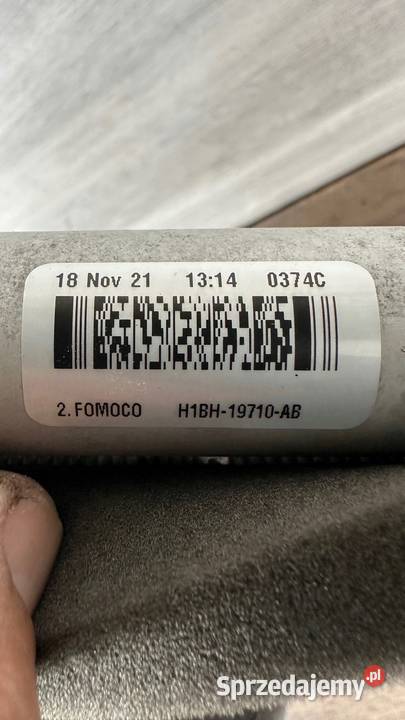 18 Nov 21 13:14 0374C
2.FOMOCO H1BH-19710-AB
Sprzedajemy.pl